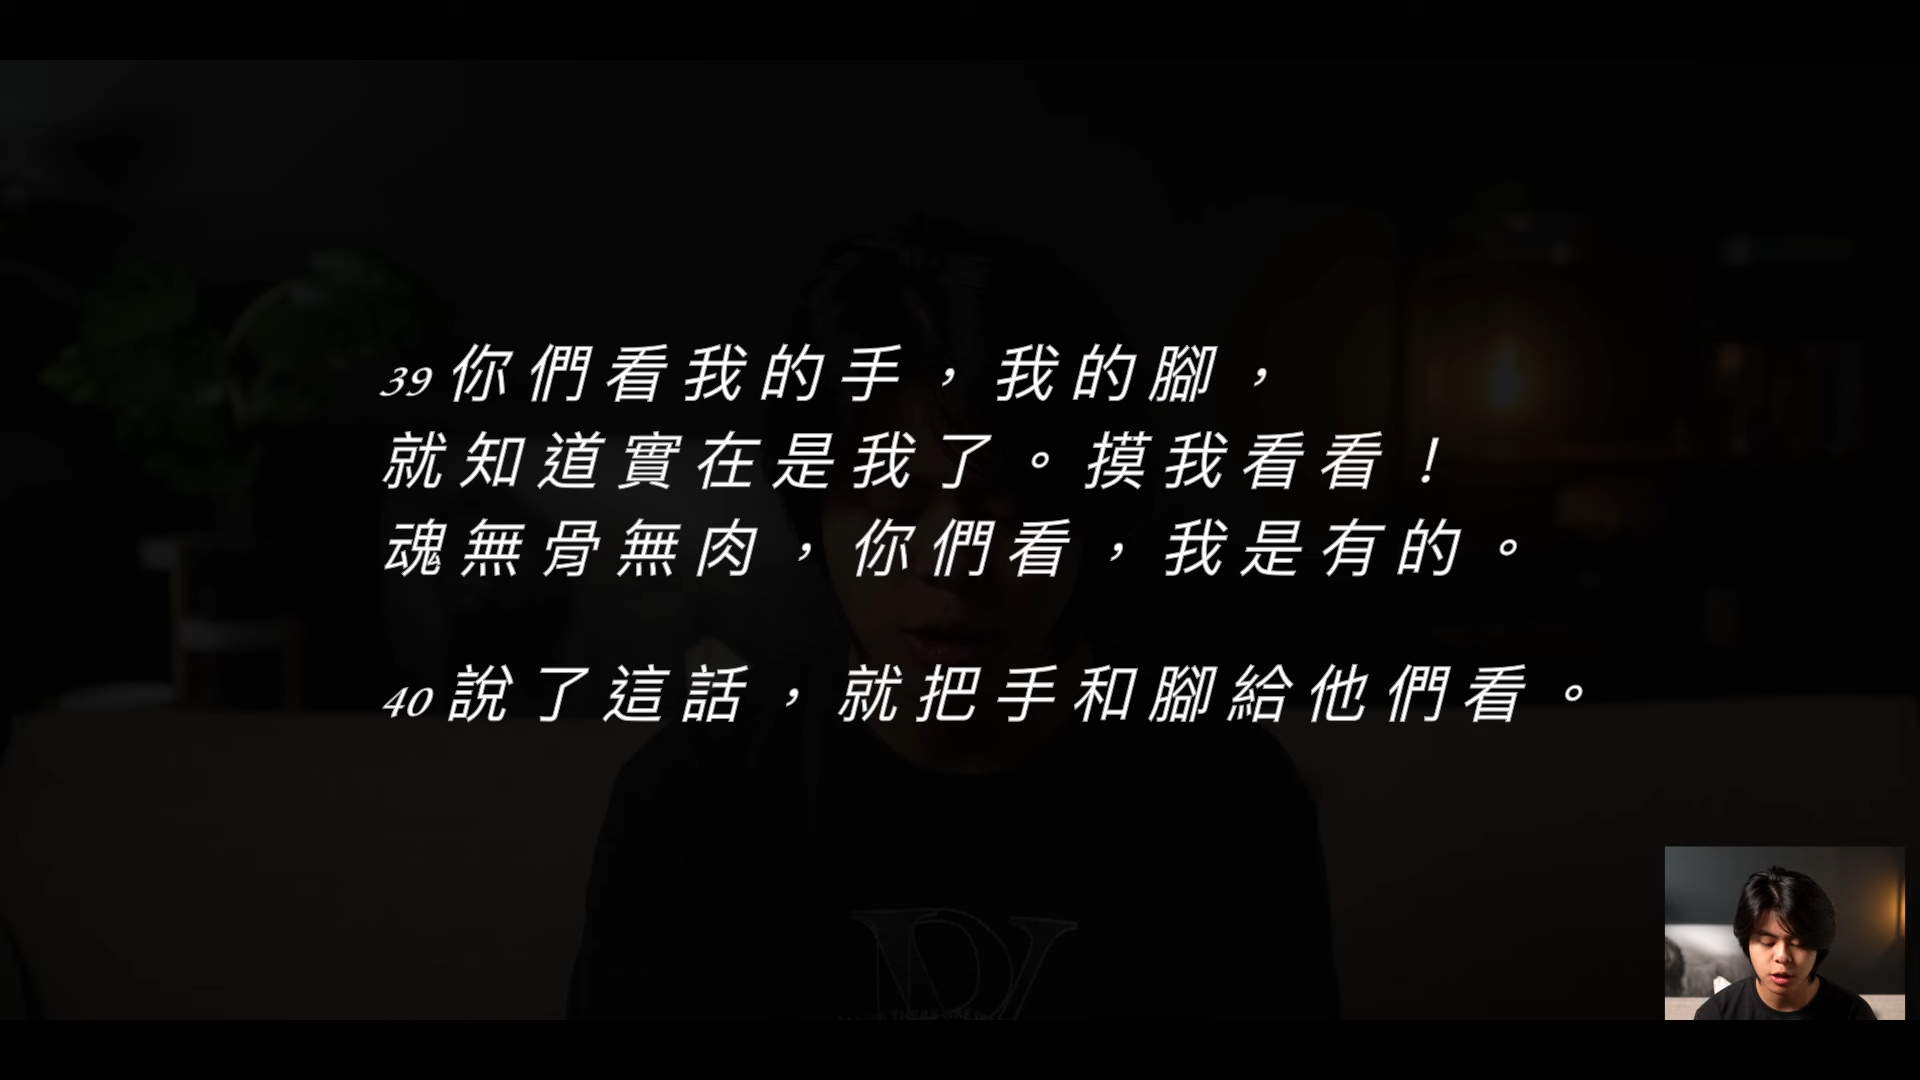 39 你們看我的手，我的腳，
就知道實在是我了。摸我看看！
魂無骨無肉，你們看，我是有的。
40 說了這話，就把手和腳給他們看。